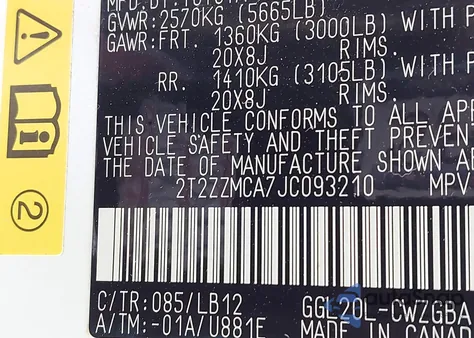 GVWR: 2570KG (5665LB)
GAWR: FRT. 1360KG (3000LB) WITH
20X8J RIMS.
RR. 1410KG (3105LB) WITH
20X8J RIMS.
THIS VEHICLE CONFORMS TO ALL
VEHICLE SAFETY AND THEFT PREVEN
THE DATE OF MANUFACTURE SHOWN
2T2ZZMCA7JC093210 MPV
C/TR: 085/LB12 GGL20L-CWZGBA
A/TM: -01A/U881E MADE IN CANAD
2